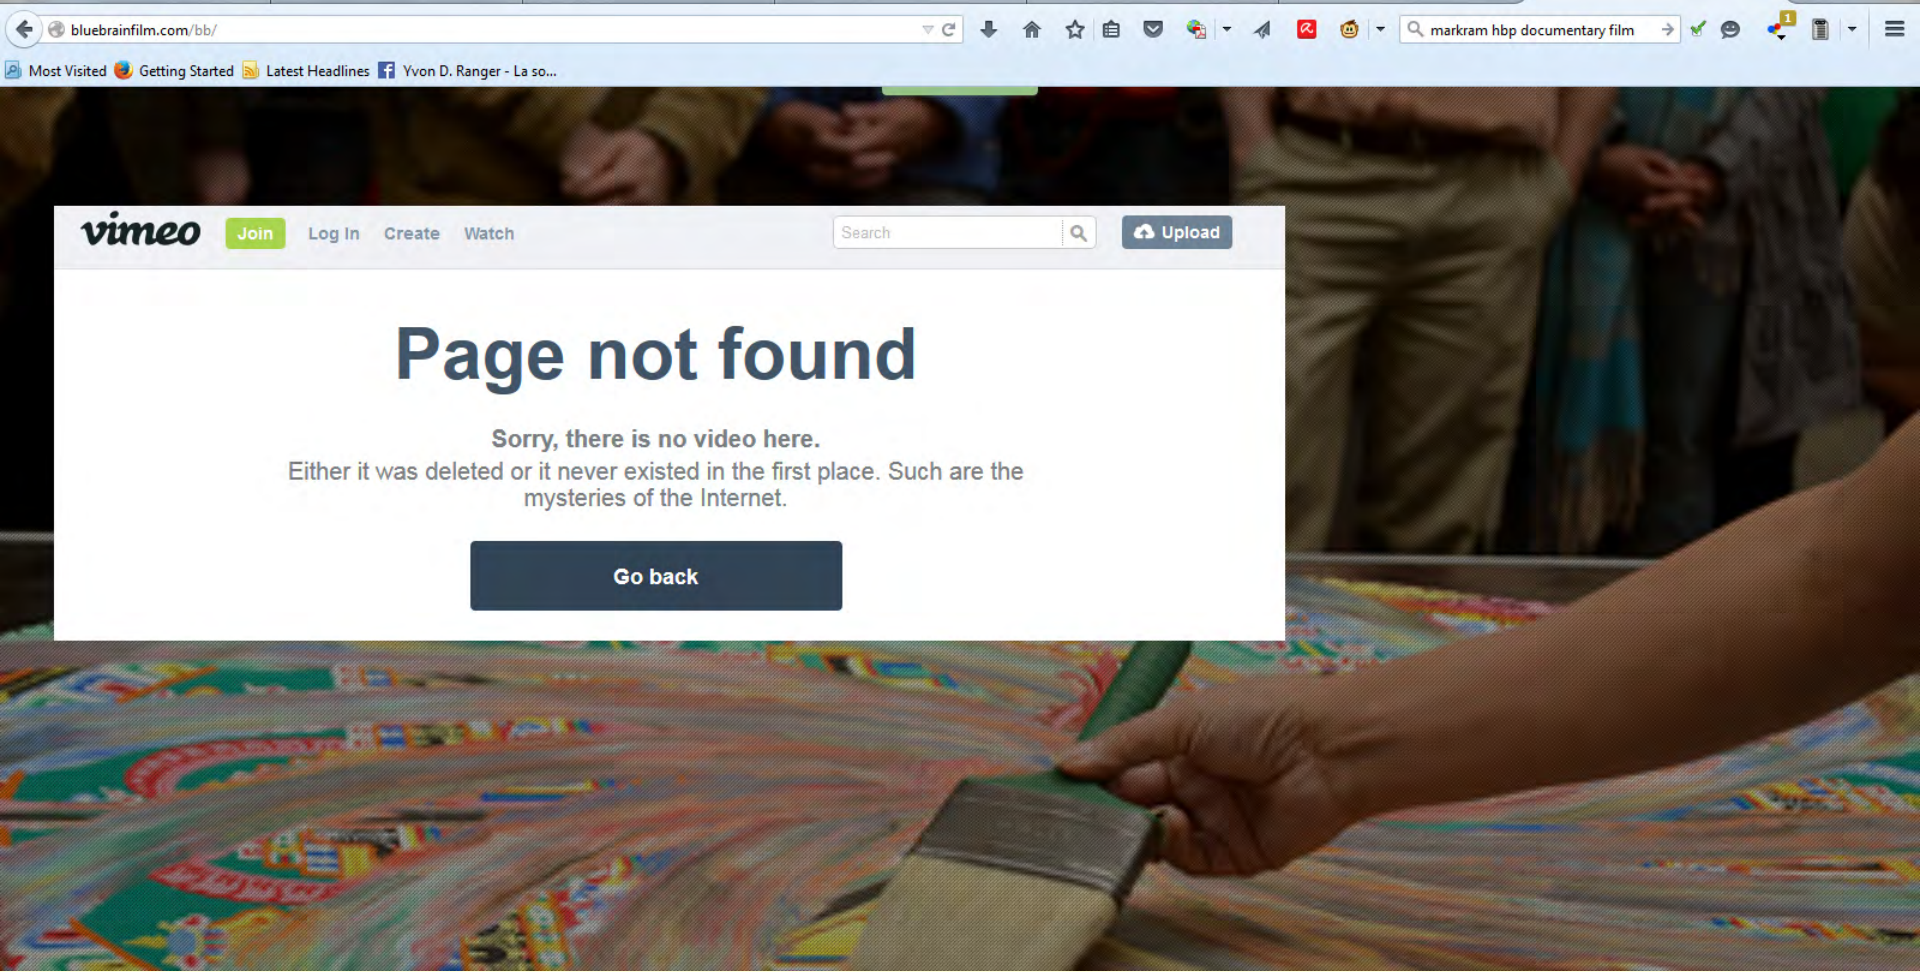 bluebrainfilm.com/bb/
markram hbp documentary film
1
Most Visited
Getting Started
Latest Headlines
Yvon D. Ranger - La so...
vimeo
Join
Log In
Create
Watch
Search
Upload
Page not found
Sorry, there is no video here.
Either it was deleted or it never existed in the first place. Such are the
mysteries of the Internet.
Go back